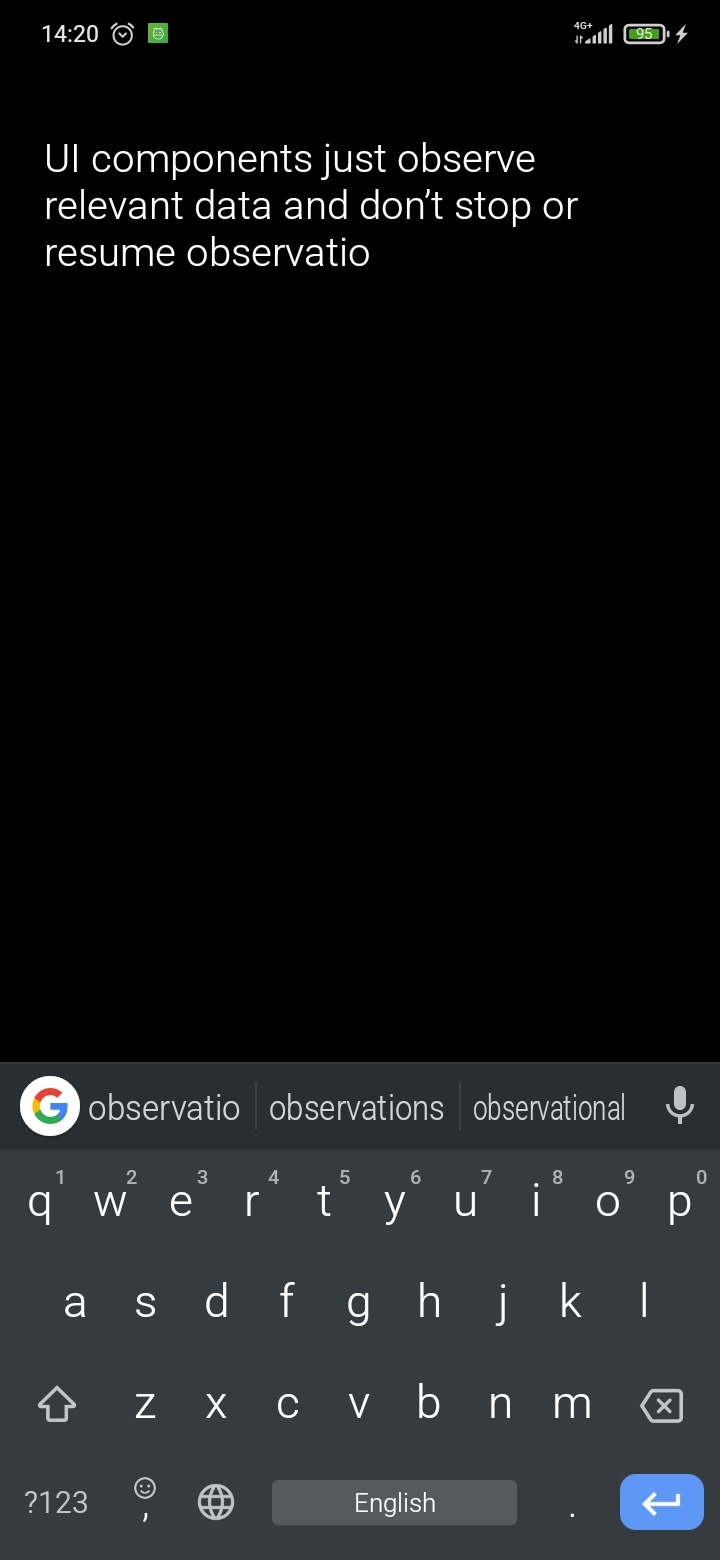 14:20 4G+ 95
UI components just observe
relevant data and don’t stop or
resume observatio
observatio observations observational
1 2 3 4 5 6 7 8 9 0
q w e r t y u i o p
a s d f g h j k l
z x c v b n m
?123 , English .